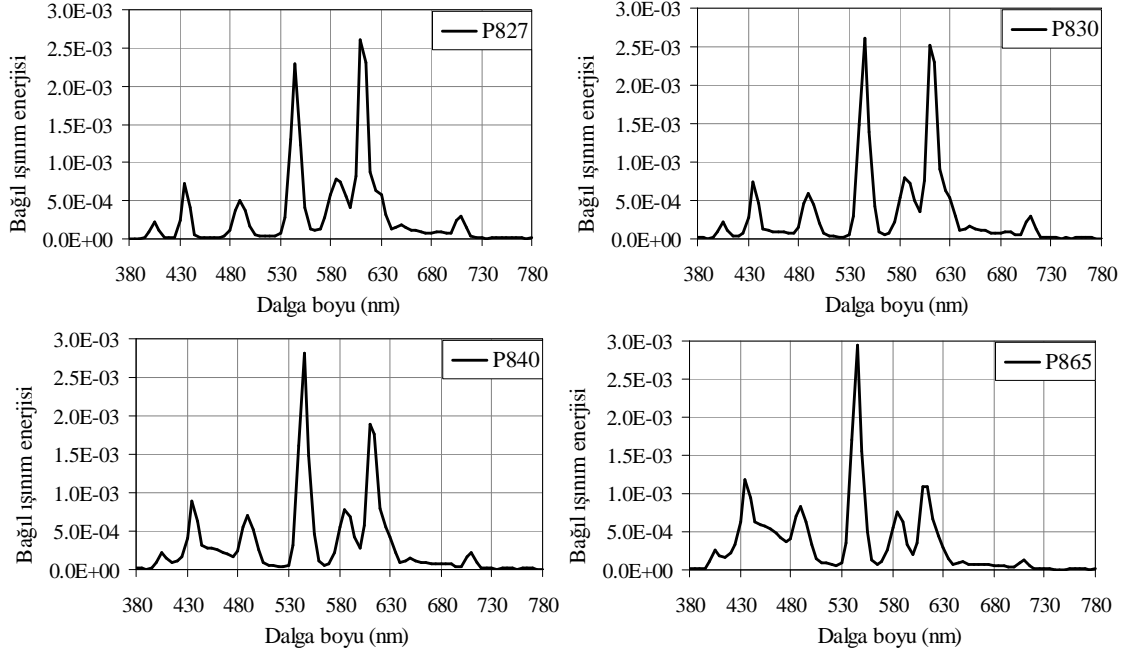 3.0E-03
2.5E-03
2.0E-03
1.5E-03
1.0E-03
5.0E-04
0.0E+00
Bağıl ışınım enerjisi
P827
380 430 480 530 580 630 680 730 780
Dalga boyu (nm)
3.0E-03
2.5E-03
2.0E-03
1.5E-03
1.0E-03
5.0E-04
0.0E+00
Bağıl ışınım enerjisi
P830
380 430 480 530 580 630 680 730 780
Dalga boyu (nm)
3.0E-03
2.5E-03
2.0E-03
1.5E-03
1.0E-03
5.0E-04
0.0E+00
Bağıl ışınım enerjisi
P840
380 430 480 530 580 630 680 730 780
Dalga boyu (nm)
3.0E-03
2.5E-03
2.0E-03
1.5E-03
1.0E-03
5.0E-04
0.0E+00
Bağıl ışınım enerjisi
P865
380 430 480 530 580 630 680 730 780
Dalga boyu (nm)